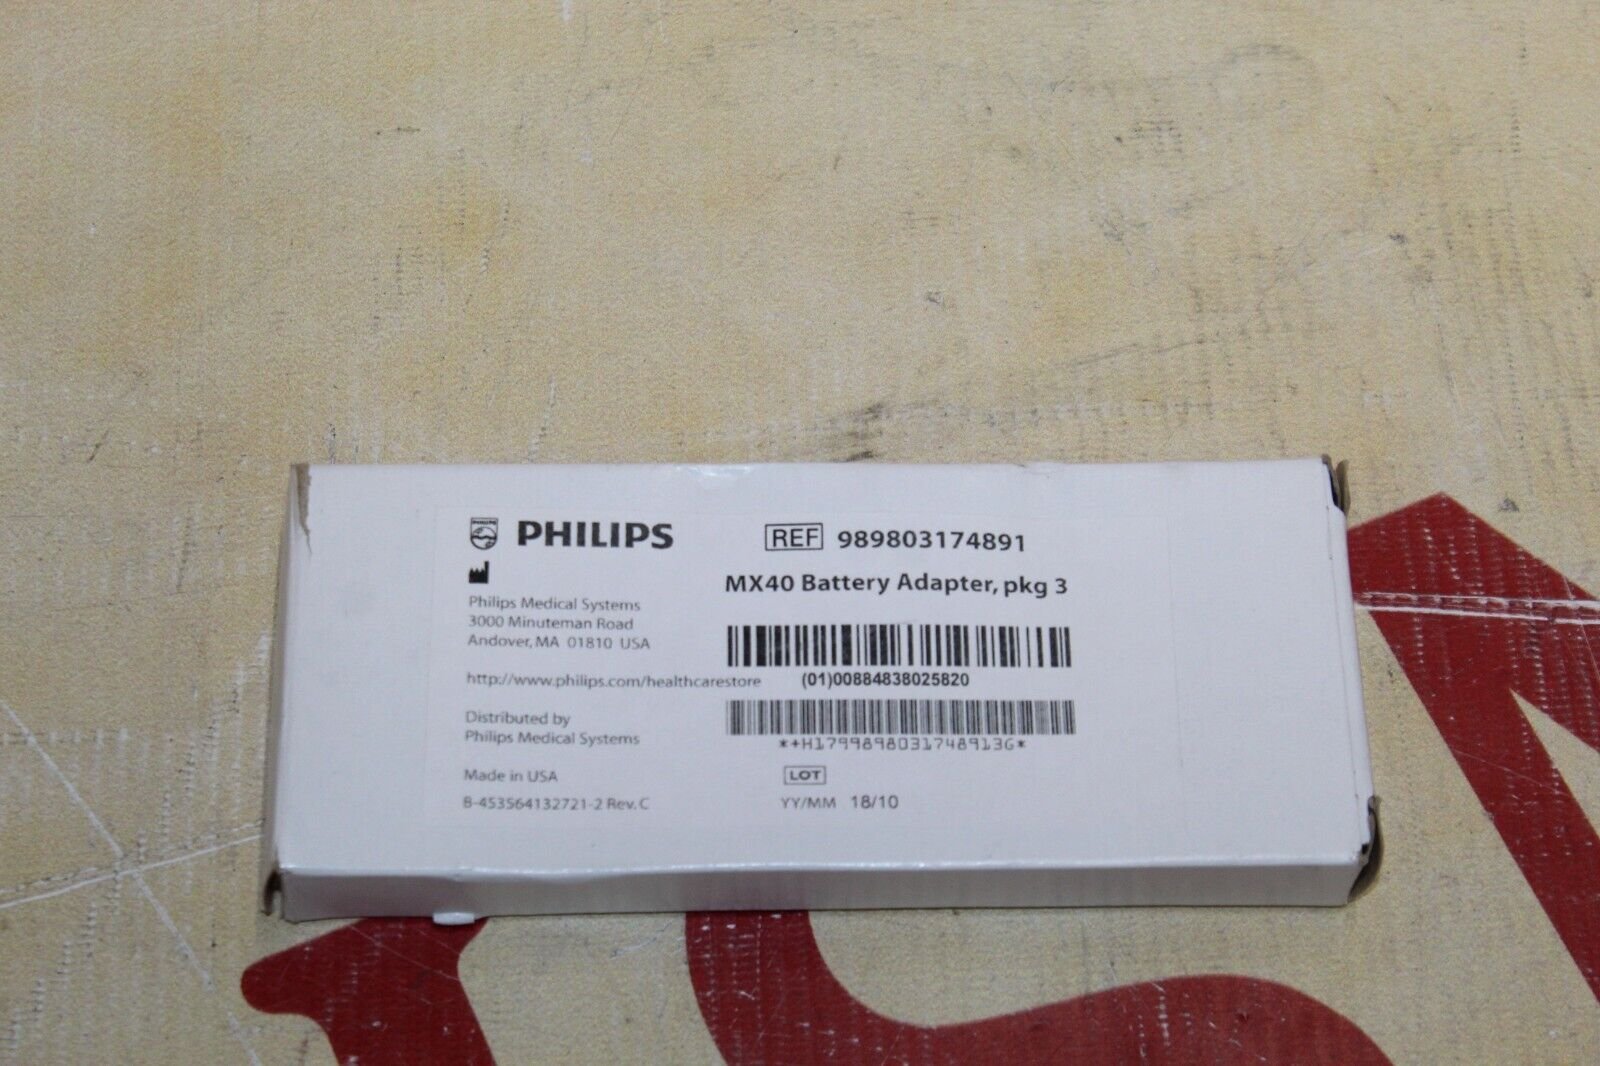 PHILIPS
REF 989803174891
MX40 Battery Adapter, pkg 3
Philips Medical Systems
3000 Minuteman Road
Andover, MA 01810 USA
http://www.philips.com/healthcarestore
(01)00884838025820
Distributed by
Philips Medical Systems
*+H17998980317489136*
Made in USA
LOT
B-453564132721-2 Rev. C
YY/MM 18/10